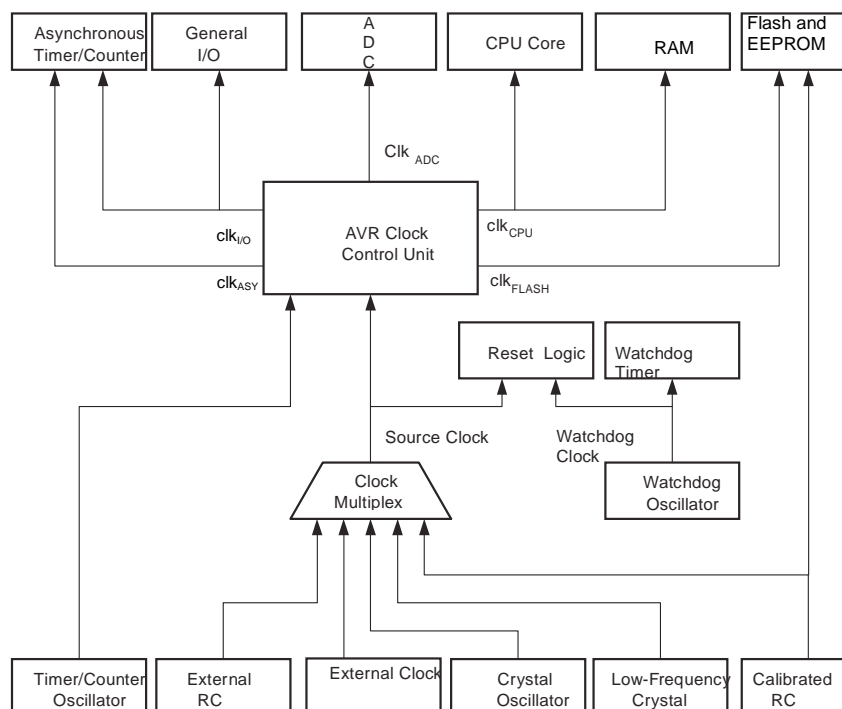 Asynchronous
Timer/Counter
General
I/O
A
D
C
CPU Core
RAM
Flash and
EEPROM
Clk ADC
clkI/O
clkASY
AVR Clock
Control Unit
clkCPU
clkFLASH
Reset Logic
Watchdog
Timer
Source Clock
Watchdog
Clock
Clock
Multiplex
Watchdog
Oscillator
Timer/Counter
Oscillator
External
RC
External Clock
Crystal
Oscillator
Low-Frequency
Crystal
Calibrated
RC